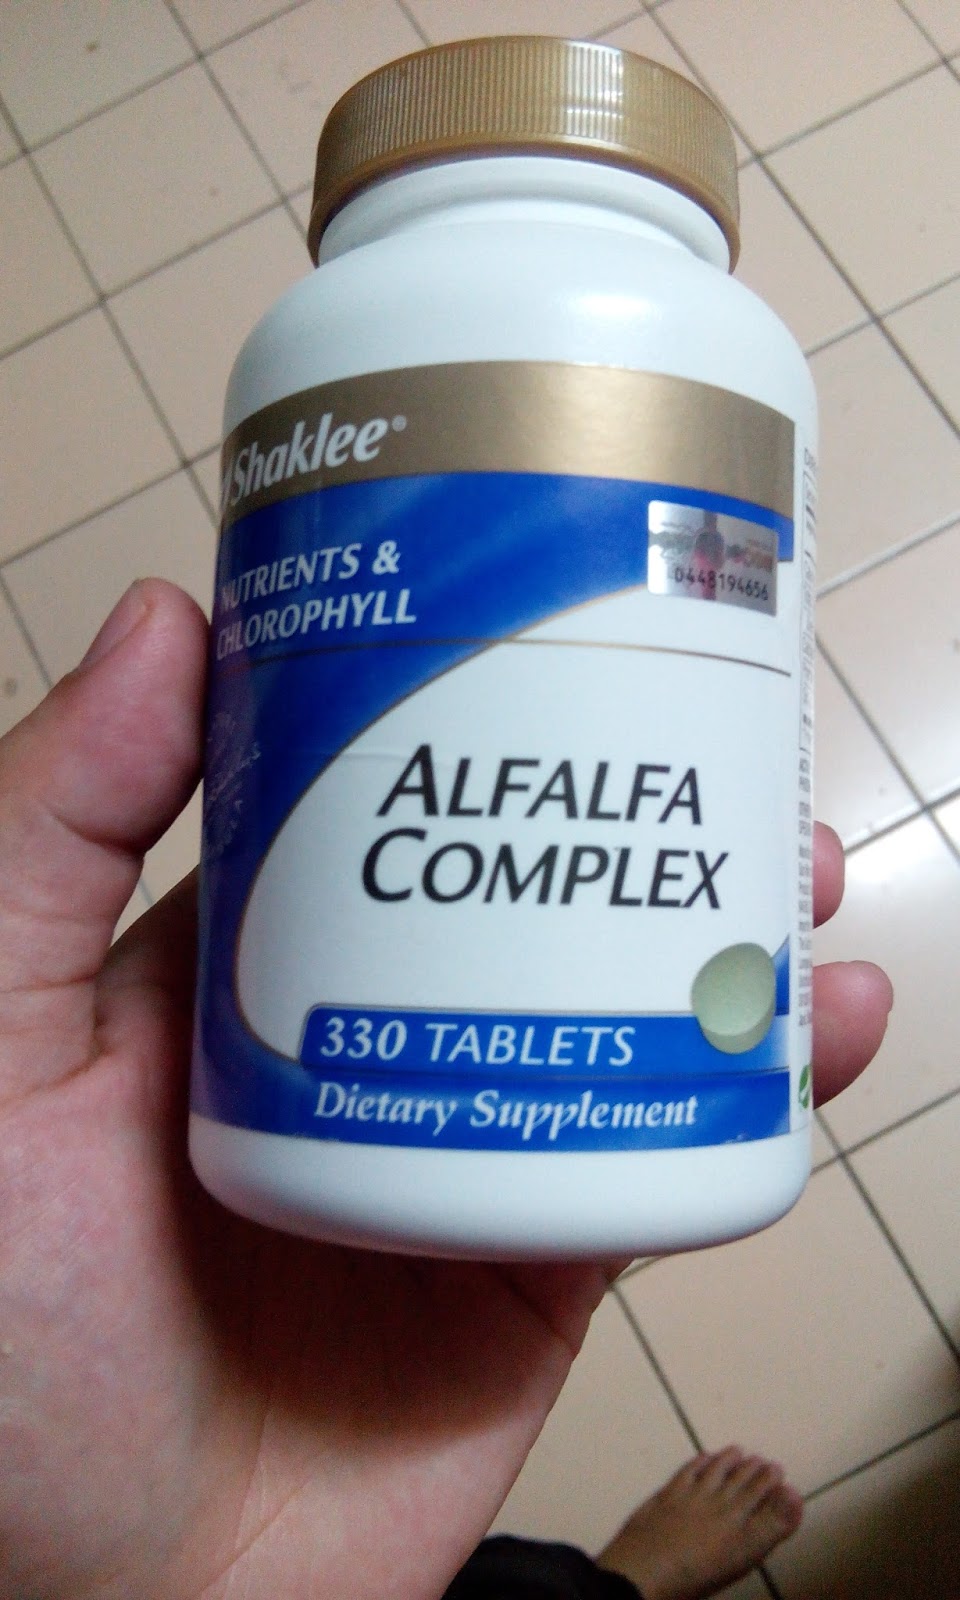 Shaklee®
NUTRIENTS &
CHLOROPHYLL
0448194656
ALFALFA
COMPLEX
330 TABLETS
Dietary Supplement